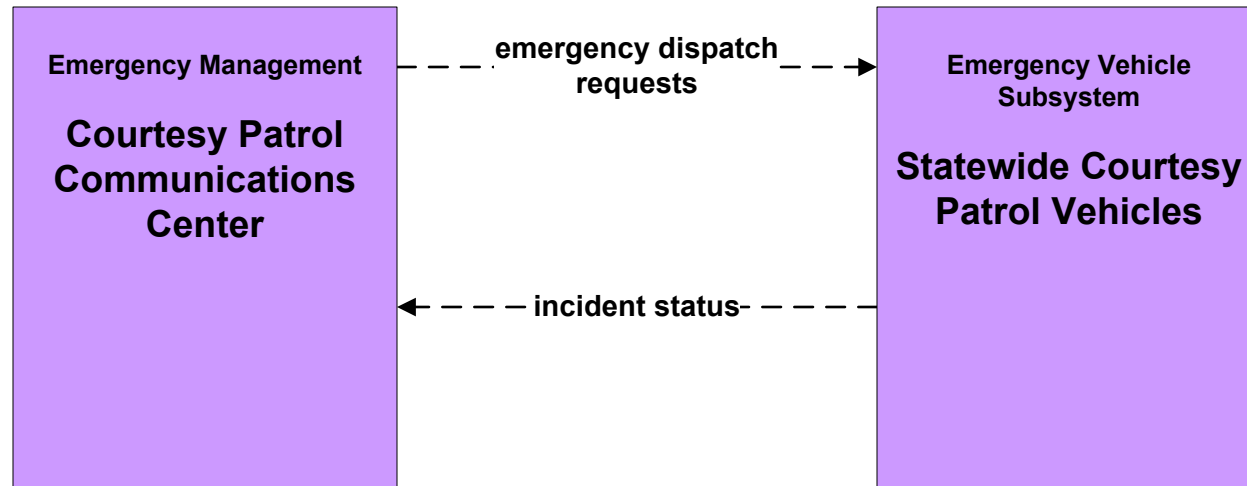 Emergency Management
Courtesy Patrol
Communications
Center
emergency dispatch
requests
incident status
Emergency Vehicle
Subsystem
Statewide Courtesy
Patrol Vehicles